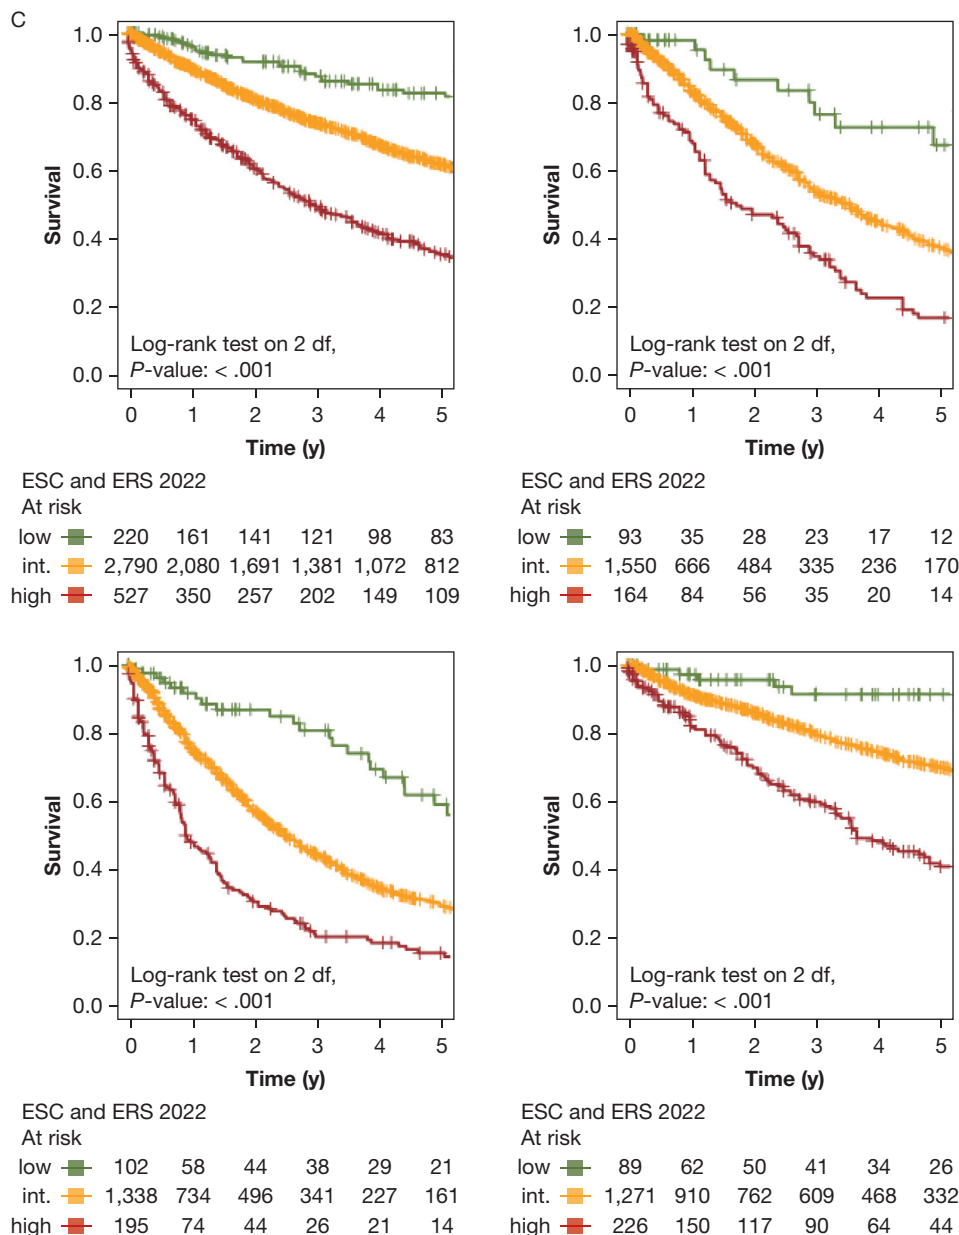 C
1.0
0.8
0.6
0.4
0.2
0.0
Survival
Log-rank test on 2 df,
P-value: < .001
0 1 2 3 4 5
Time (y)
ESC and ERS 2022
At risk
low 220 161 141 121 98 83
int. 2,790 2,080 1,691 1,381 1,072 812
high 527 350 257 202 149 109
1.0
0.8
0.6
0.4
0.2
0.0
Survival
Log-rank test on 2 df,
P-value: < .001
0 1 2 3 4 5
Time (y)
ESC and ERS 2022
At risk
low 93 35 28 23 17 12
int. 1,550 666 484 335 236 170
high 164 84 56 35 20 14
1.0
0.8
0.6
0.4
0.2
0.0
Survival
Log-rank test on 2 df,
P-value: < .001
0 1 2 3 4 5
Time (y)
ESC and ERS 2022
At risk
low 102 58 44 38 29 21
int. 1,338 734 496 341 227 161
high 195 74 44 26 21 14
1.0
0.8
0.6
0.4
0.2
0.0
Survival
Log-rank test on 2 df,
P-value: < .001
0 1 2 3 4 5
Time (y)
ESC and ERS 2022
At risk
low 89 62 50 41 34 26
int. 1,271 910 762 609 468 332
high 226 150 117 90 64 44